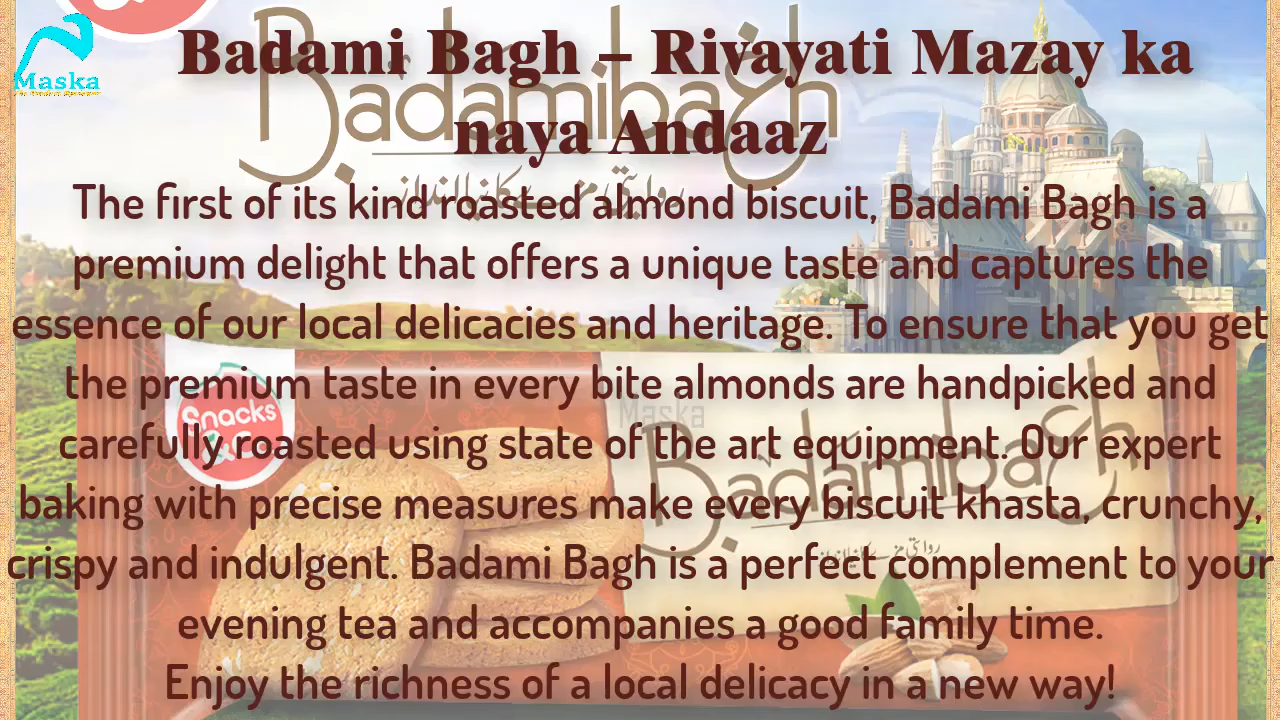 Maska
Badami Bagh – Rivayati Mazay ka
naya Andaaz
Badamibagh
The first of its kind roasted almond biscuit, Badami Bagh is a
premium delight that offers a unique taste and captures the
essence of our local delicacies and heritage. To ensure that you get
the premium taste in every bite almonds are handpicked and
Maska
Snacks
carefully roasted using state of the art equipment. Our expert
Badamibagh
baking with precise measures make every biscuit khasta, crunchy,
crispy and indulgent. Badami Bagh is a perfect complement to your
evening tea and accompanies a good family time.
Enjoy the richness of a local delicacy in a new way!